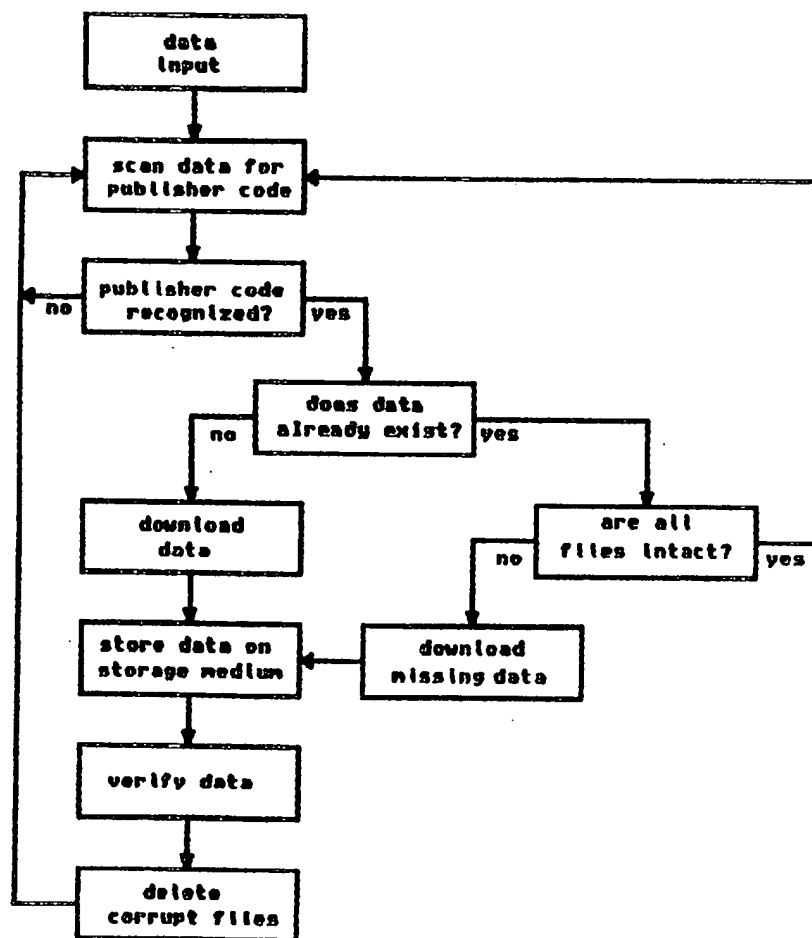 data
input
scan data for
publisher code
publisher code
recognized?
no
yes
does data
already exist?
no
yes
download
data
are all
files intact?
no
yes
store data on
storage medium
download
missing data
verify data
delete
corrupt files